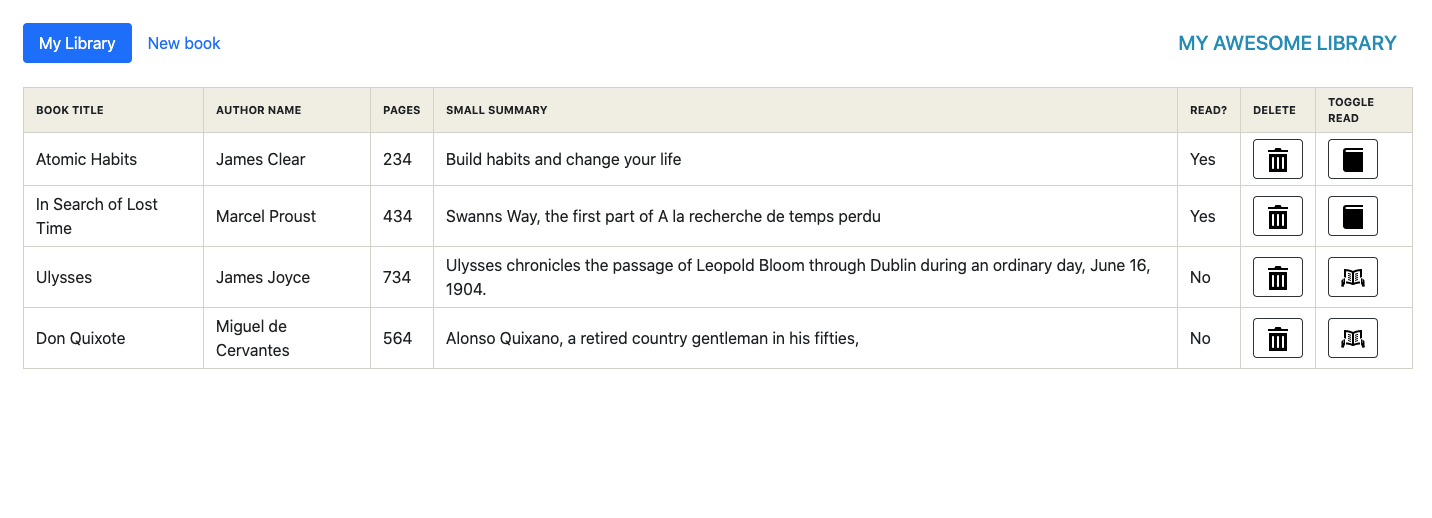 My Library New book MY AWESOME LIBRARY
BOOK TITLE AUTHOR NAME PAGES SMALL SUMMARY READ? DELETE TOGGLE READ
Atomic Habits James Clear 234 Build habits and change your life Yes
In Search of Lost Time Marcel Proust 434 Swanns Way, the first part of A la recherche de temps perdu Yes
Ulysses James Joyce 734 Ulysses chronicles the passage of Leopold Bloom through Dublin during an ordinary day, June 16, 1904. No
Don Quixote Miguel de Cervantes 564 Alonso Quixano, a retired country gentleman in his fifties, No